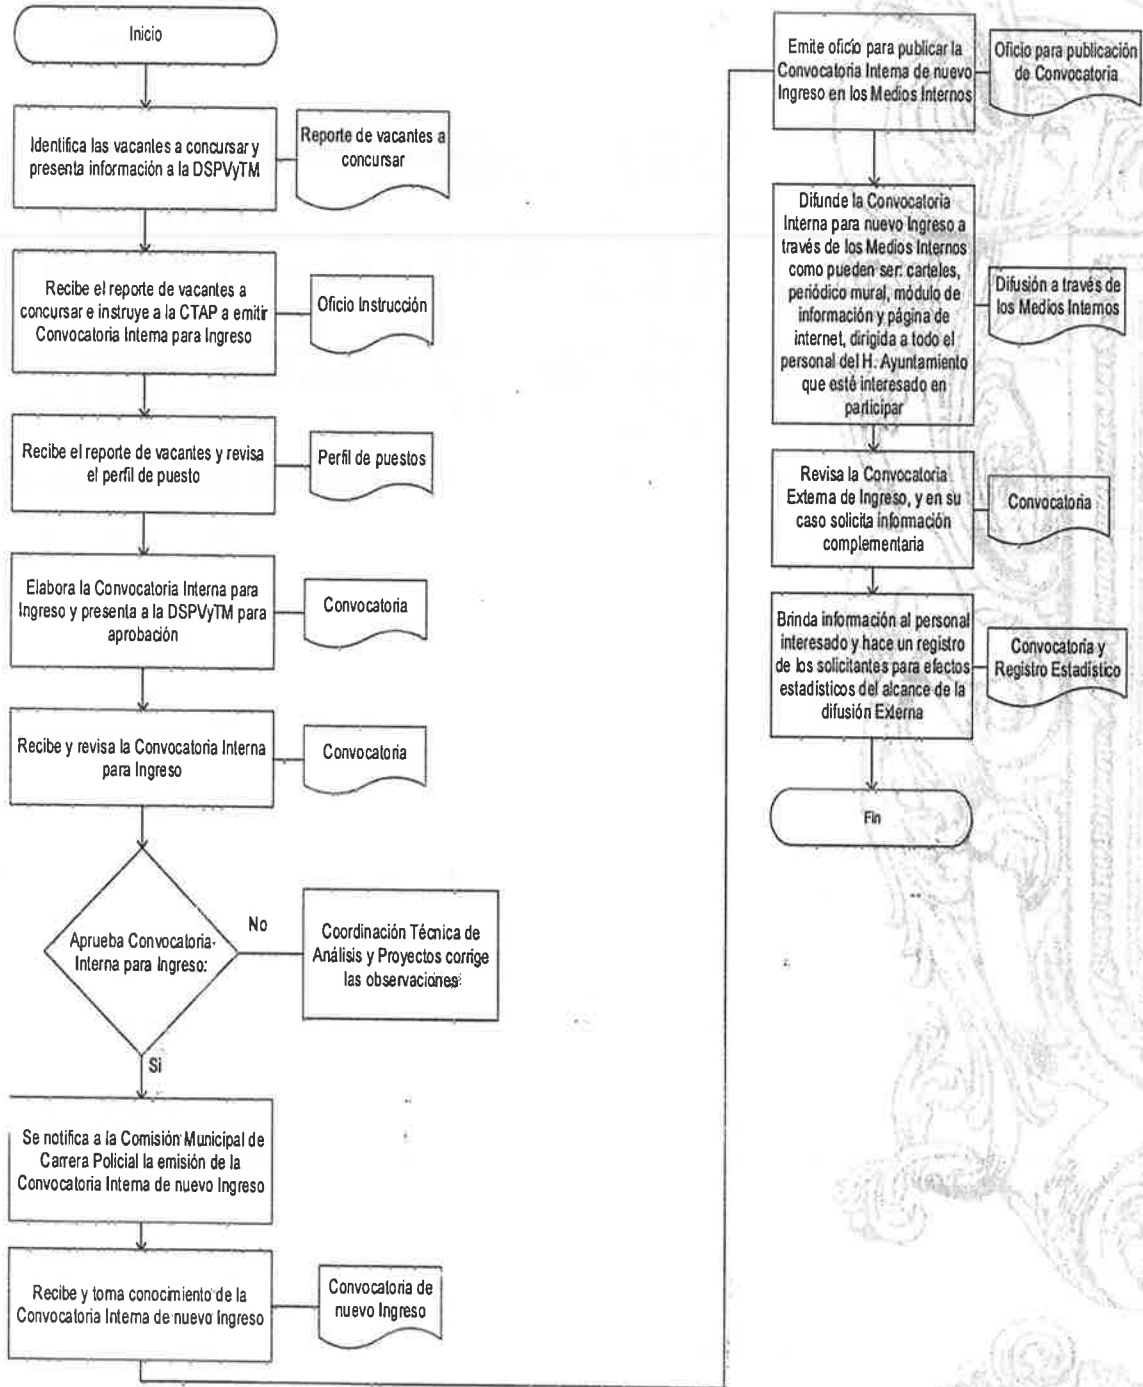 Inicio
Identifica las vacantes a concursar y
presenta información a la DSPVyTM
Reporte de vacantes a
concursar
Recibe el reporte de vacantes a
concursar e instruye a la CTAP a emitir
Convocatoria Interna para Ingreso
Oficio Instrucción
Recibe el reporte de vacantes y revisa
el perfil de puesto
Perfil de puestos
Elabora la Convocatoria Interna para
Ingreso y presenta a la DSPVyTM para
aprobación
Convocatoria
Recibe y revisa la Convocatoria Interna
para Ingreso
Convocatoria
Aprueba Convocatoria
Interna para Ingreso:
No
Coordinación Técnica de
Análisis y Proyectos corrige
las observaciones
Si
Se notifica a la Comisión Municipal de
Carrera Policial la emisión de la
Convocatoria Interna de nuevo Ingreso
Recibe y toma conocimiento de la
Convocatoria Interna de nuevo Ingreso
Convocatoria de
nuevo Ingreso
Emite oficio para publicar la
Convocatoria Interna de nuevo
Ingreso en los Medios Internos
Oficio para publicación
de Convocatoria
Difunde la Convocatoria
Interna para nuevo Ingreso a
través de los Medios Internos
como pueden ser: carteles,
periódico mural, módulo de
información y página de
internet, dirigida a todo el
personal del H. Ayuntamiento
que esté interesado en
participar
Difusión a través de
los Medios Internos
Revisa la Convocatoria
Externa de Ingreso, y en su
caso solicita información
complementaria
Convocatoria
Brinda información al personal
interesado y hace un registro
de los solicitantes para efectos
estadísticos del alcance de la
difusión Externa
Convocatoria y
Registro Estadístico
Fin